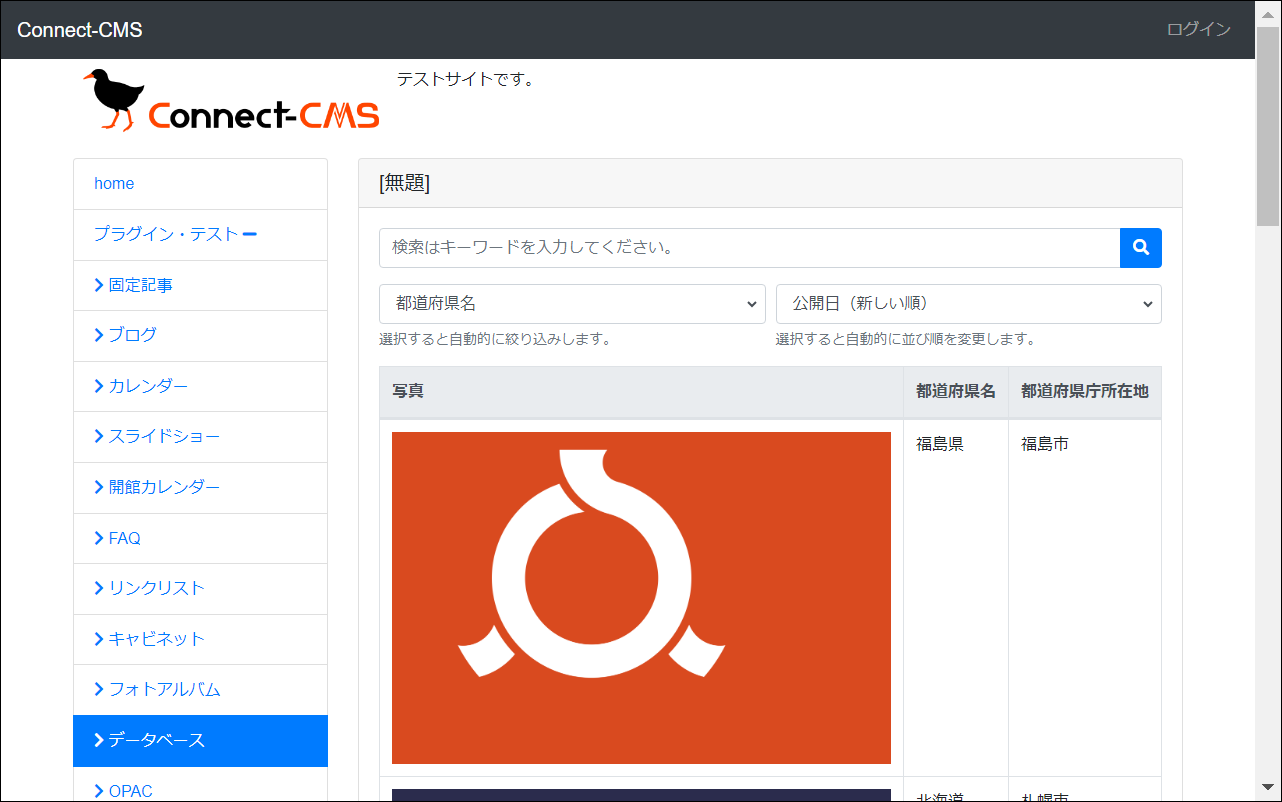 Connect-CMS
ログイン
Connect-CMS
テストサイトです。
home
プラグイン・テスト
固定記事
ブログ
カレンダー
スライドショー
開館カレンダー
FAQ
リンクリスト
キャビネット
フォトアルバム
データベース
OPAC
[無題]
検索はキーワードを入力してください。
都道府県名
公開日（新しい順）
選択すると自動的に絞り込みします。
選択すると自動的に並び順を変更します。
写真
都道府県名
都道府県庁所在地
福島県
福島市
北海道
札幌市